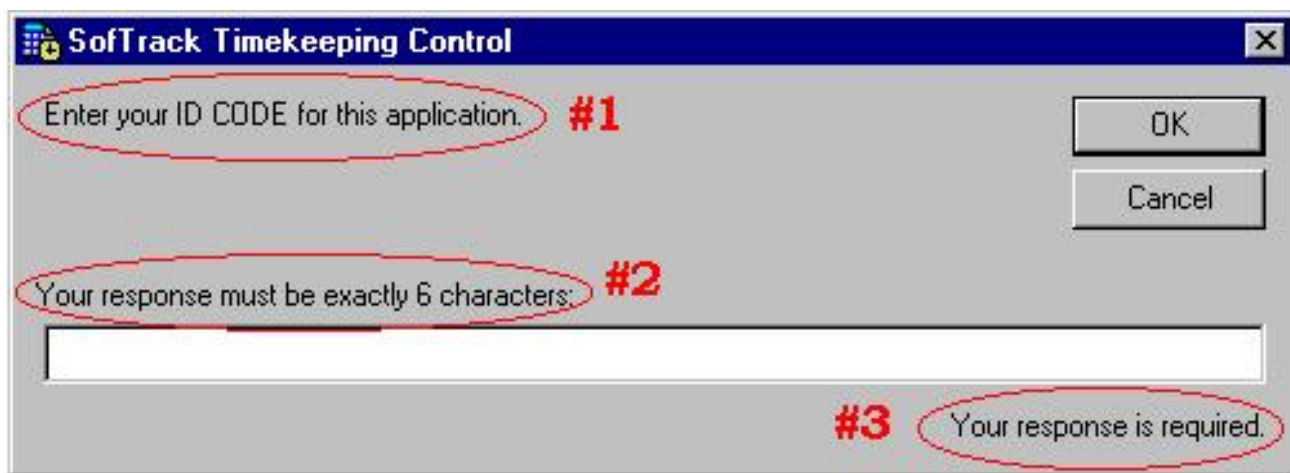 SofTrack Timekeeping Control
Enter your ID CODE for this application. #1
OK
Cancel
Your response must be exactly 6 characters: #2
#3 Your response is required.